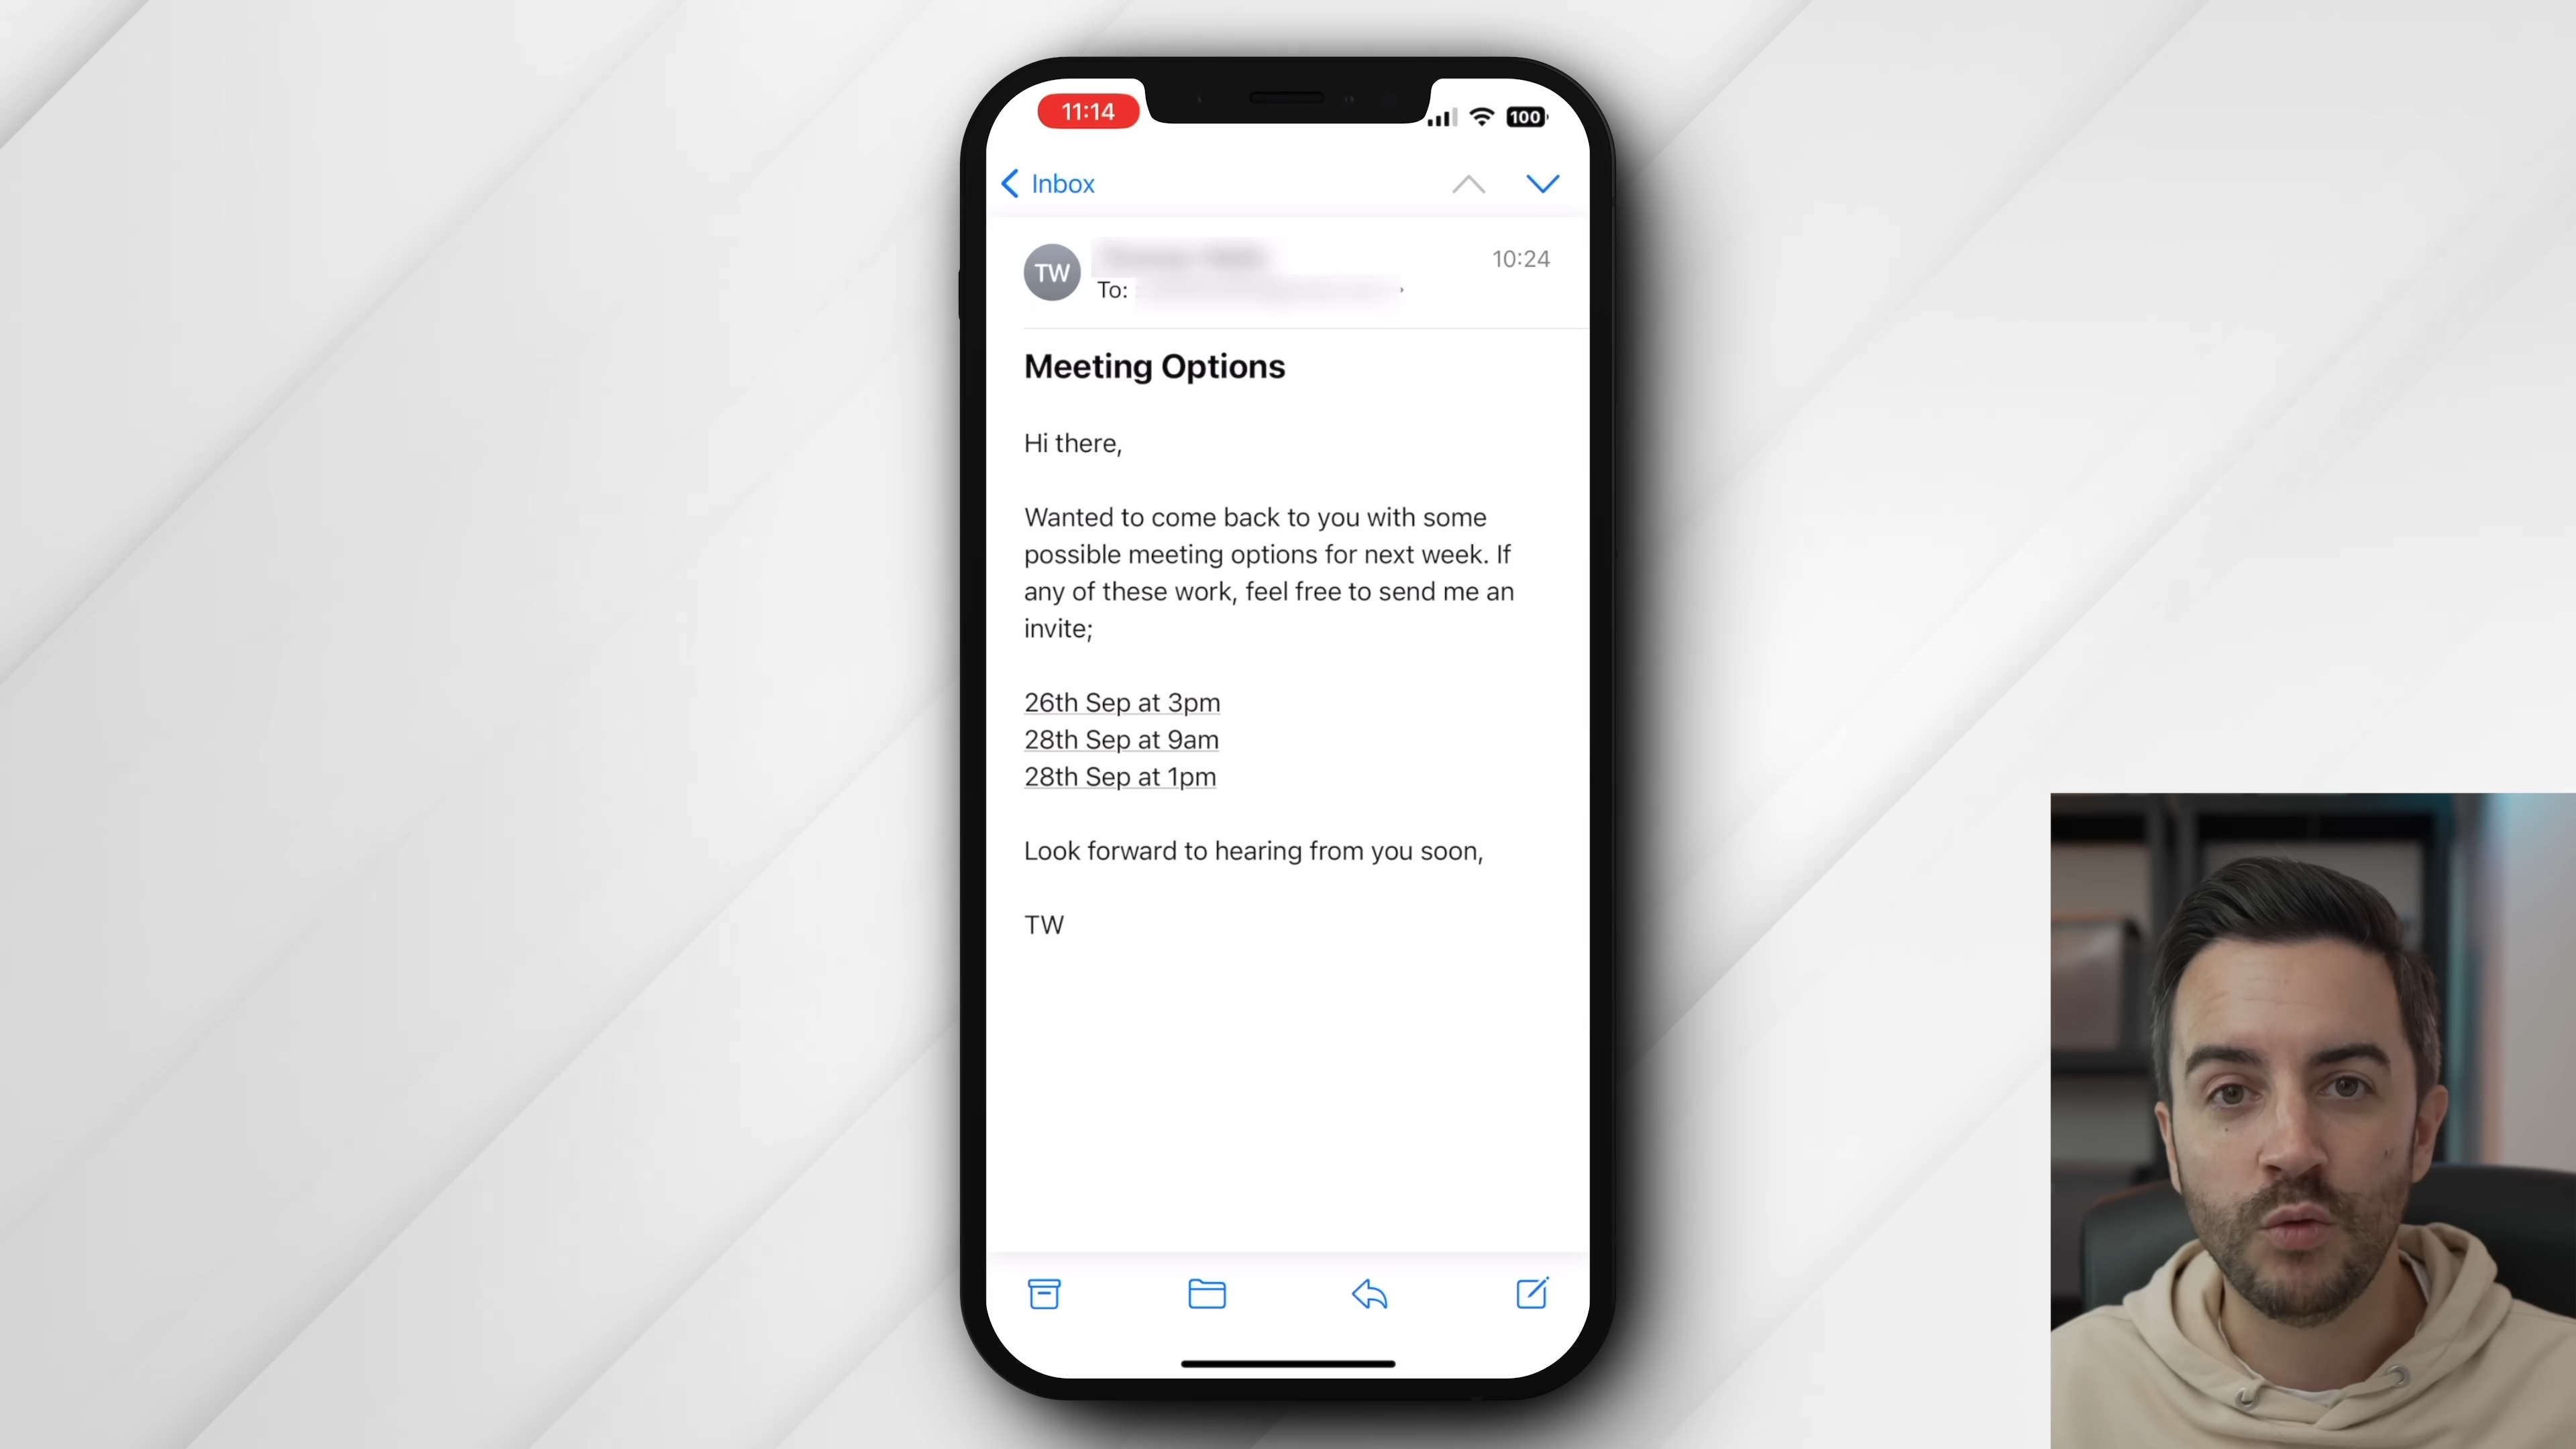 11:14
100
Inbox
TW
10:24
To:
Meeting Options
Hi there,
Wanted to come back to you with some
possible meeting options for next week. If
any of these work, feel free to send me an
invite;
26th Sep at 3pm
28th Sep at 9am
28th Sep at 1pm
Look forward to hearing from you soon,
TW